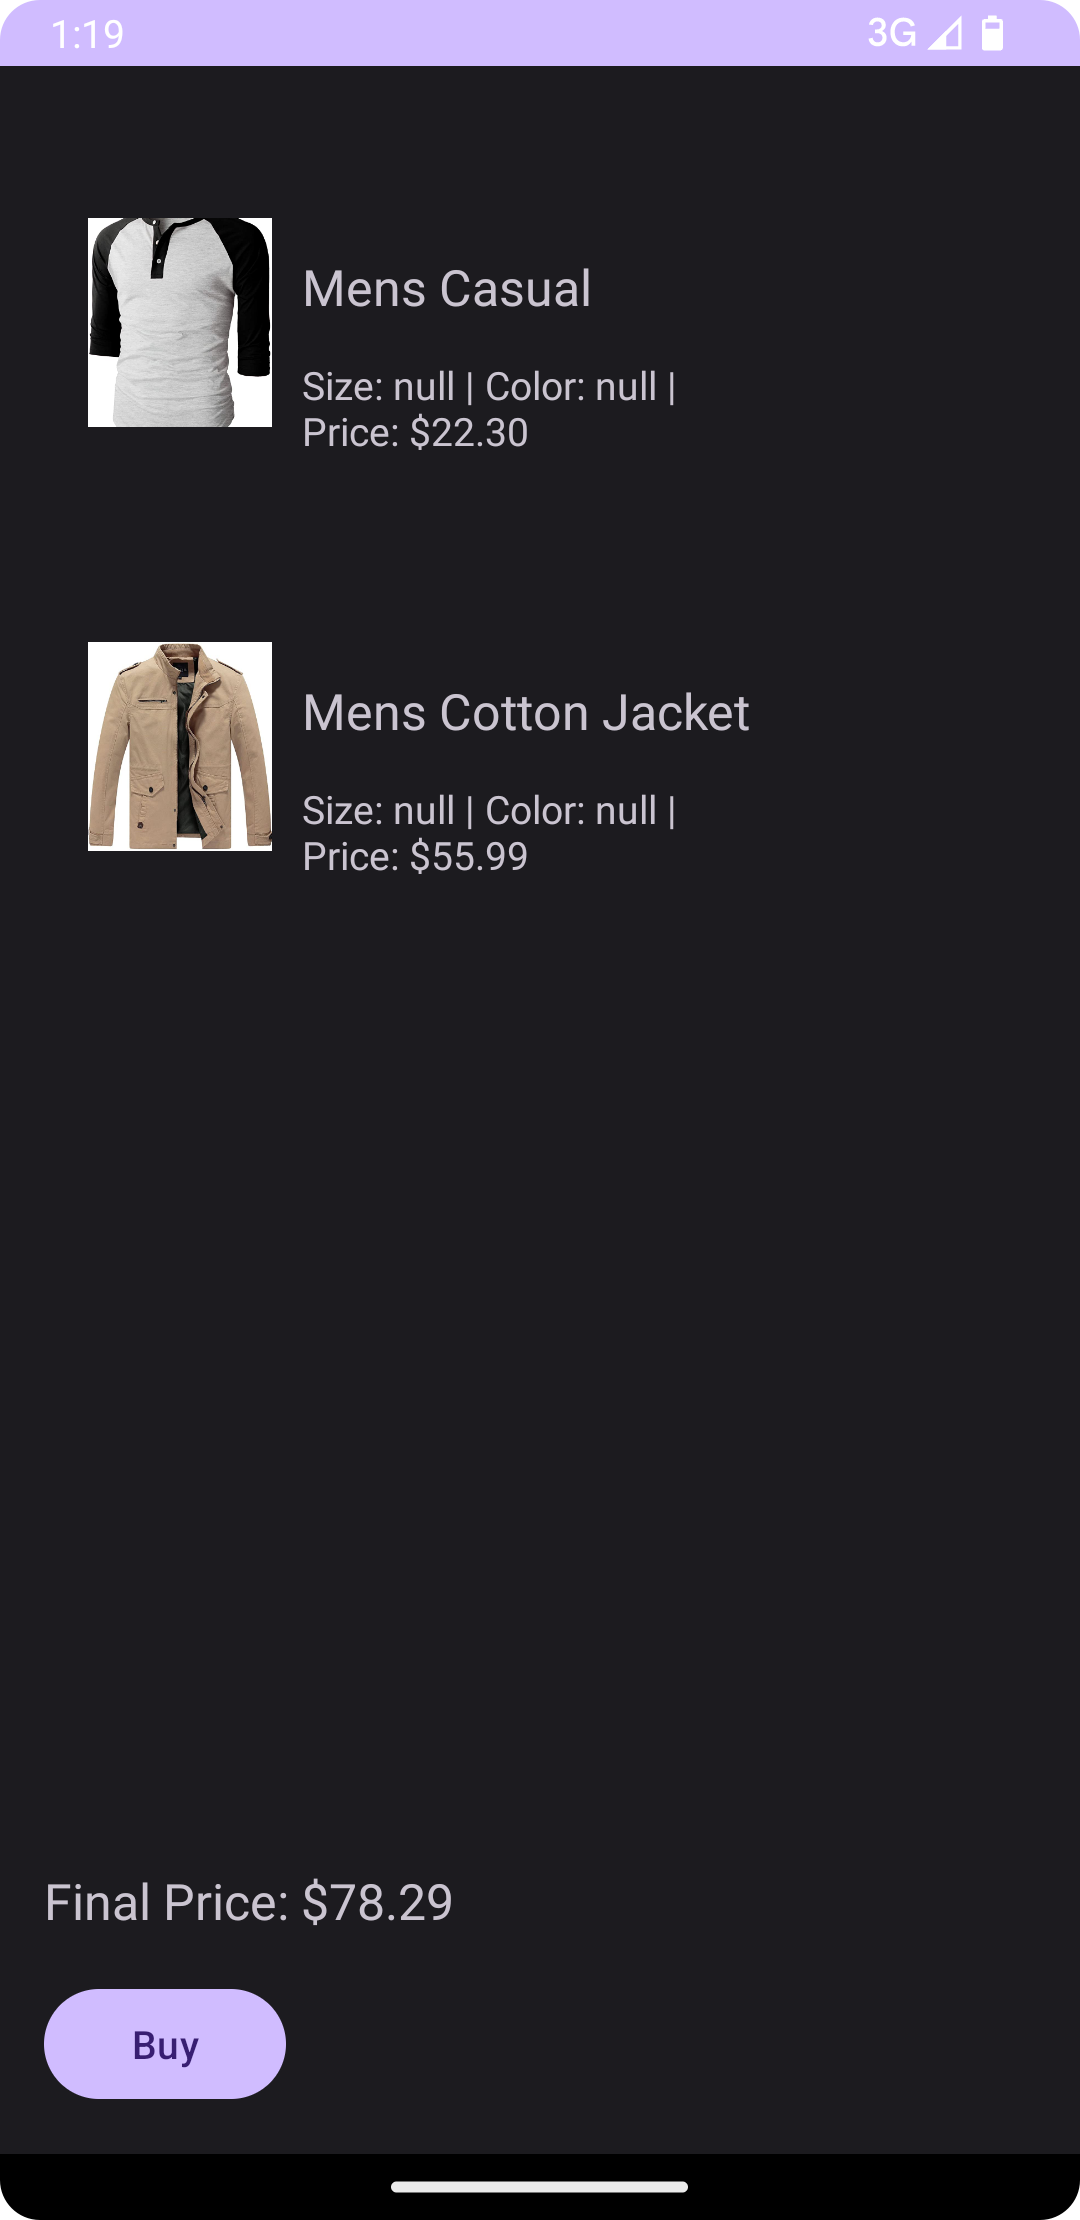 1:19 3G
Mens Casual
Size: null | Color: null |
Price: $22.30
Mens Cotton Jacket
Size: null | Color: null |
Price: $55.99
Final Price: $78.29
Buy